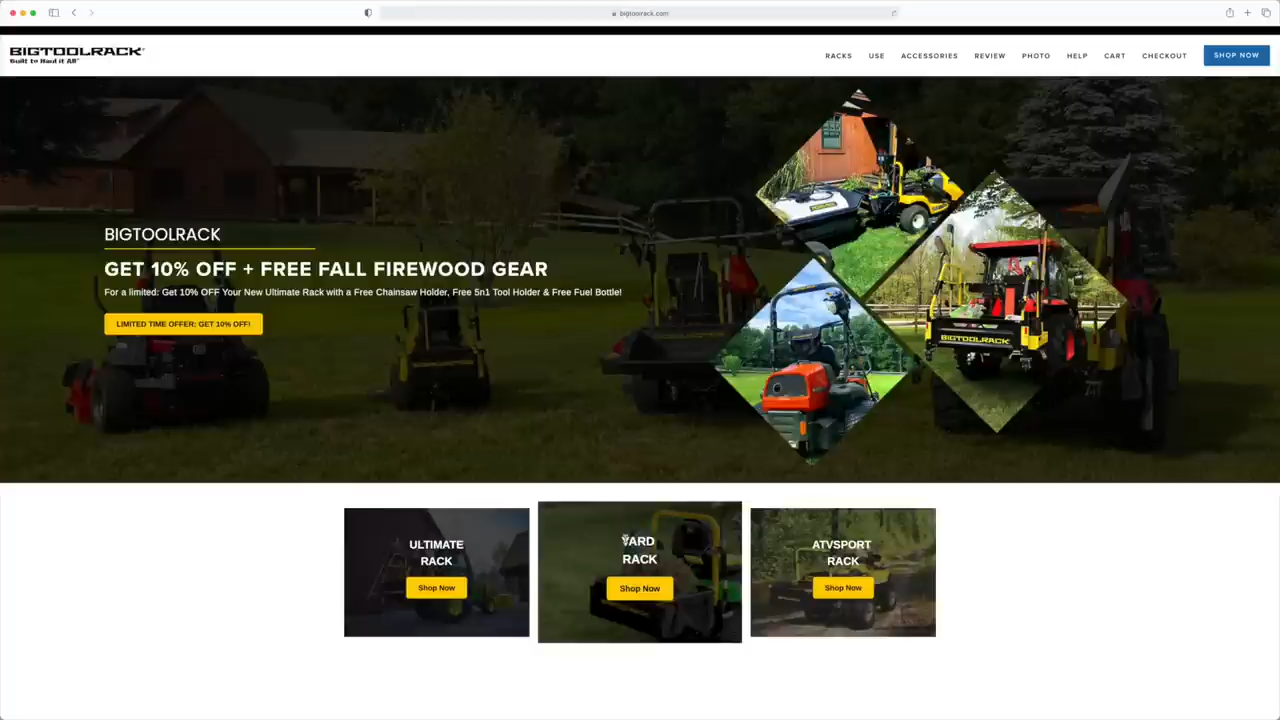 bigtoolrack.com
BIGTOOLRACK
Built to Haul it All
RACKS USE ACCESSORIES REVIEW PHOTO HELP CART CHECKOUT SHOP NOW
BIGTOOLRACK
GET 10% OFF + FREE FALL FIREWOOD GEAR
For a limited: Get 10% OFF Your New Ultimate Rack with a Free Chainsaw Holder, Free 5n1 Tool Holder & Free Fuel Bottle!
LIMITED TIME OFFER: GET 10% OFF!
BIGTOOLRACK
ULTIMATE
RACK
Shop Now
YARD
RACK
Shop Now
ATVSPORT
RACK
Shop Now